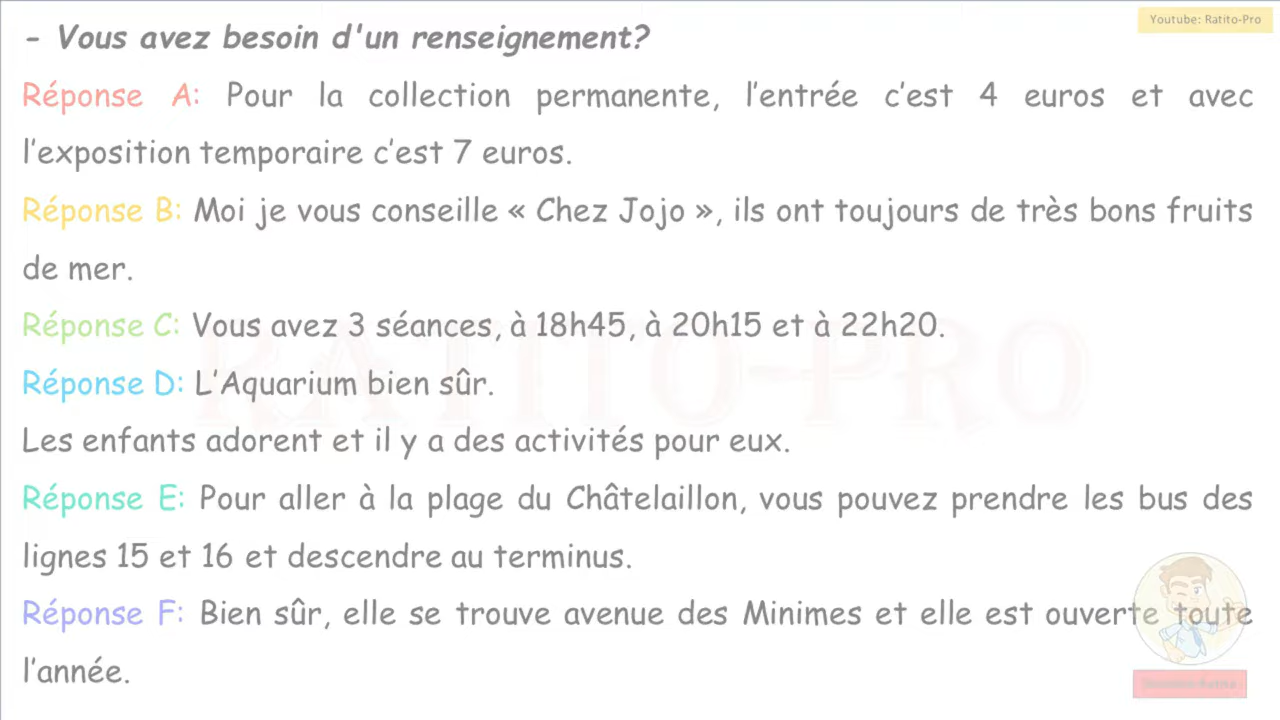 Youtube: Ratito-Pro
- Vous avez besoin d'un renseignement?
Réponse A: Pour la collection permanente, l’entrée c’est 4 euros et avec
l’exposition temporaire c’est 7 euros.
Réponse B: Moi je vous conseille « Chez Jojo », ils ont toujours de très bons fruits
de mer.
Réponse C: Vous avez 3 séances, à 18h45, à 20h15 et à 22h20.
RATITO-PRO
Réponse D: L’Aquarium bien sûr.
Les enfants adorent et il y a des activités pour eux.
Réponse E: Pour aller à la plage du Châtelaillon, vous pouvez prendre les bus des
lignes 15 et 16 et descendre au terminus.
Réponse F: Bien sûr, elle se trouve avenue des Minimes et elle est ouverte toute
l’année.